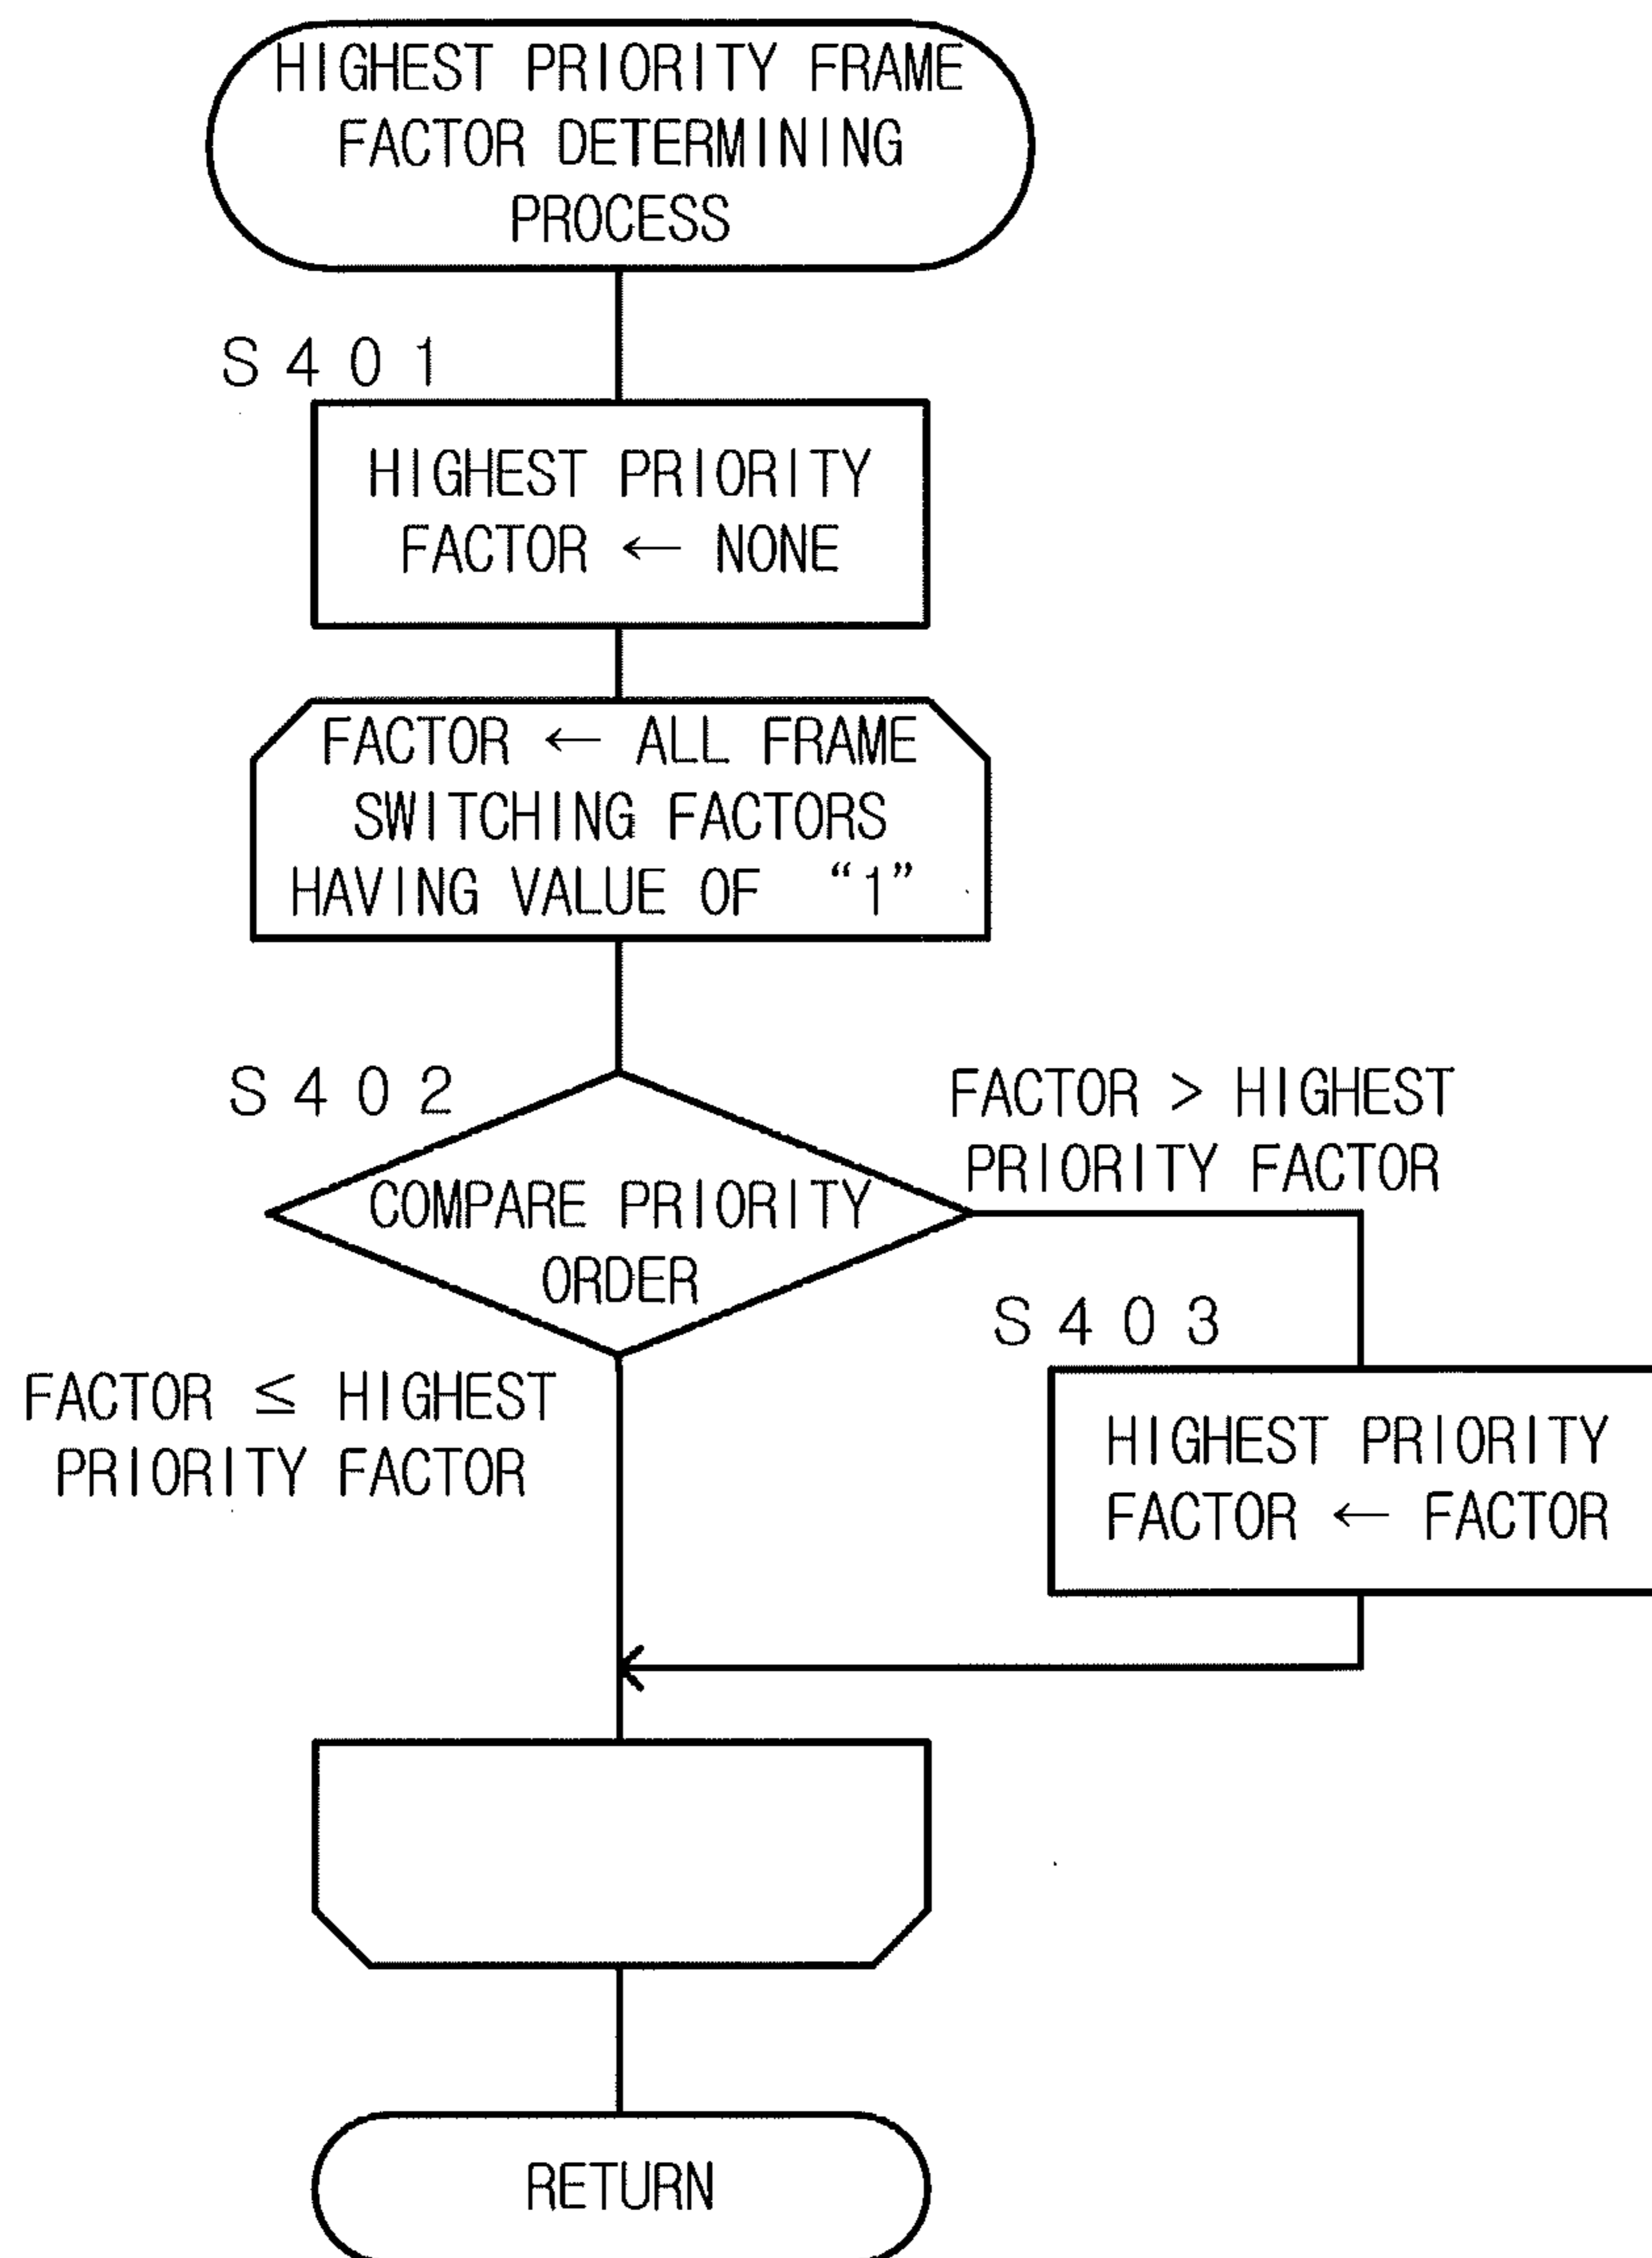 HIGHEST PRIORITY FRAME
FACTOR DETERMINING
PROCESS
S401
HIGHEST PRIORITY
FACTOR ← NONE
FACTOR ← ALL FRAME
SWITCHING FACTORS
HAVING VALUE OF “1”
S402
COMPARE PRIORITY
ORDER
FACTOR > HIGHEST
PRIORITY FACTOR
S403
HIGHEST PRIORITY
FACTOR ← FACTOR
FACTOR ≤ HIGHEST
PRIORITY FACTOR
RETURN